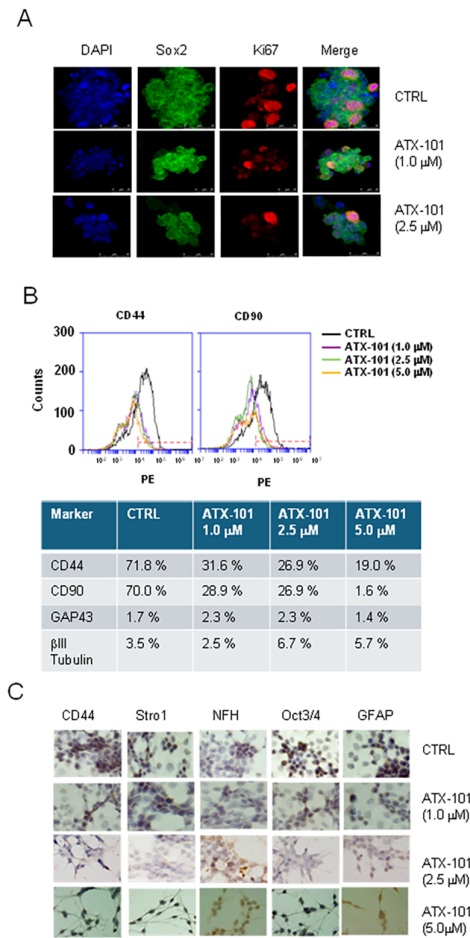 A
DAPI Sox2 Ki67 Merge
CTRL
ATX-101
(1.0 µM)
ATX-101
(2.5 µM)
B
CD44 CD90
CTRL
ATX-101 (1.0 µM)
ATX-101 (2.5 µM)
ATX-101 (5.0 µM)
300
200
100
0
Counts
PE PE
Marker CTRL ATX-101 1.0 µM ATX-101 2.5 µM ATX-101 5.0 µM
CD44 71.8 % 31.6 % 26.9 % 19.0 %
CD90 70.0 % 28.9 % 26.9 % 1.6 %
GAP43 1.7 % 2.3 % 2.3 % 1.4 %
βIII Tubulin 3.5 % 2.5 % 6.7 % 5.7 %
C
CD44 Stro1 NFH Oct3/4 GFAP
CTRL
ATX-101
(1.0 µM)
ATX-101
(2.5 µM)
ATX-101
(5.0µM)